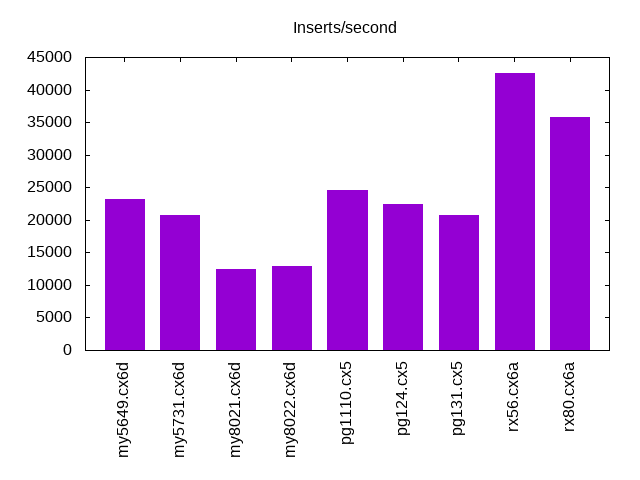 Inserts/second
45000
40000
35000
30000
25000
20000
15000
10000
5000
0
my5649.cx6d
my5731.cx6d
my8021.cx6d
my8022.cx6d
pg1110.cx5
pg124.cx5
pg131.cx5
rx56.cx6a
rx80.cx6a